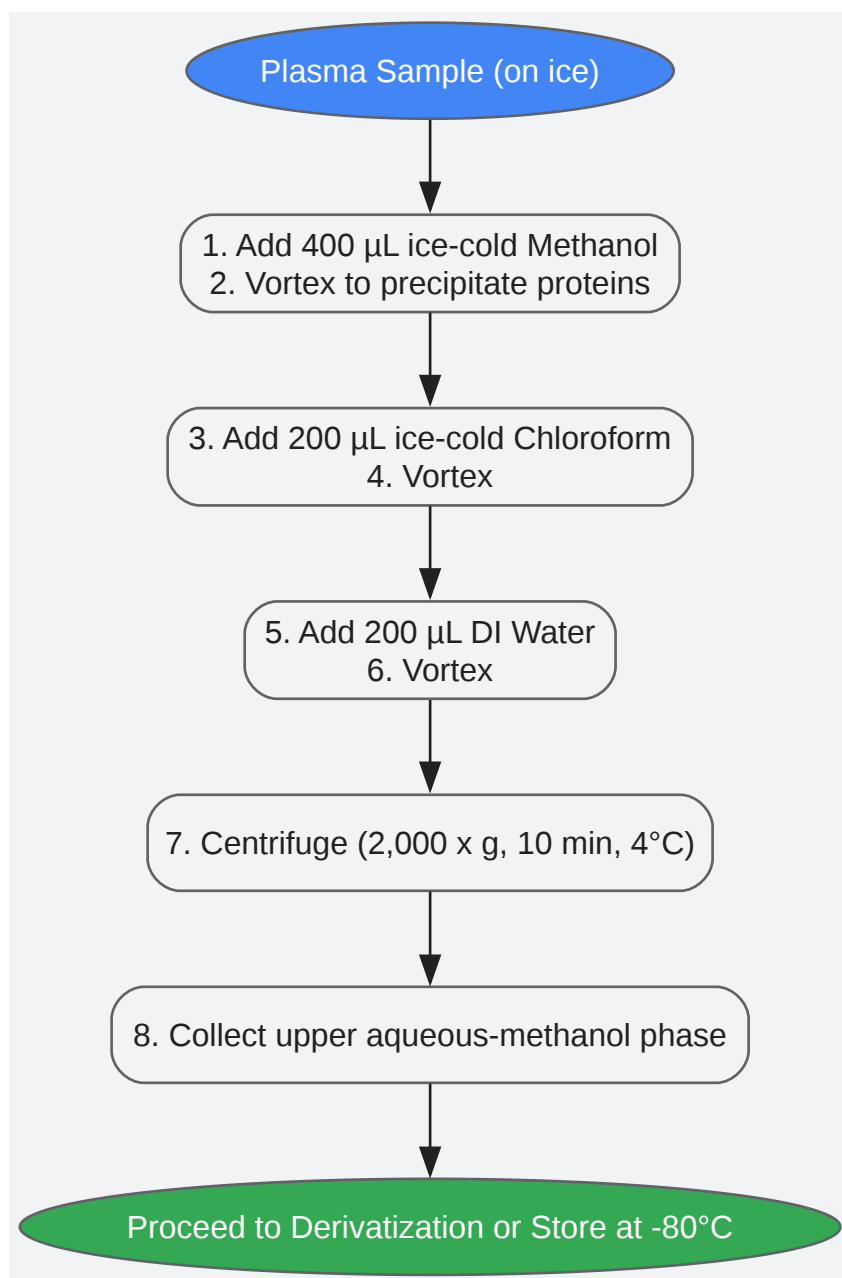 Plasma Sample (on ice)
1. Add 400 µL ice-cold Methanol
2. Vortex to precipitate proteins
3. Add 200 µL ice-cold Chloroform
4. Vortex
5. Add 200 µL DI Water
6. Vortex
7. Centrifuge (2,000 x g, 10 min, 4°C)
8. Collect upper aqueous-methanol phase
Proceed to Derivatization or Store at -80°C